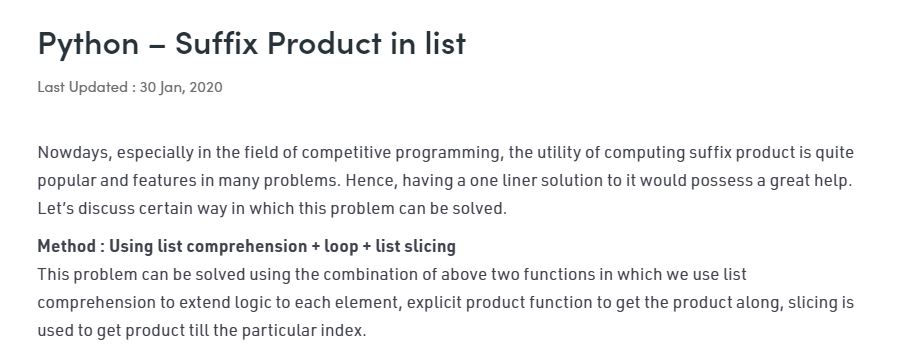 Python – Suffix Product in list
Last Updated : 30 Jan, 2020
Nowdays, especially in the field of competitive programming, the utility of computing suffix product is quite
popular and features in many problems. Hence, having a one liner solution to it would possess a great help.
Let’s discuss certain way in which this problem can be solved.
Method : Using list comprehension + loop + list slicing
This problem can be solved using the combination of above two functions in which we use list
comprehension to extend logic to each element, explicit product function to get the product along, slicing is
used to get product till the particular index.